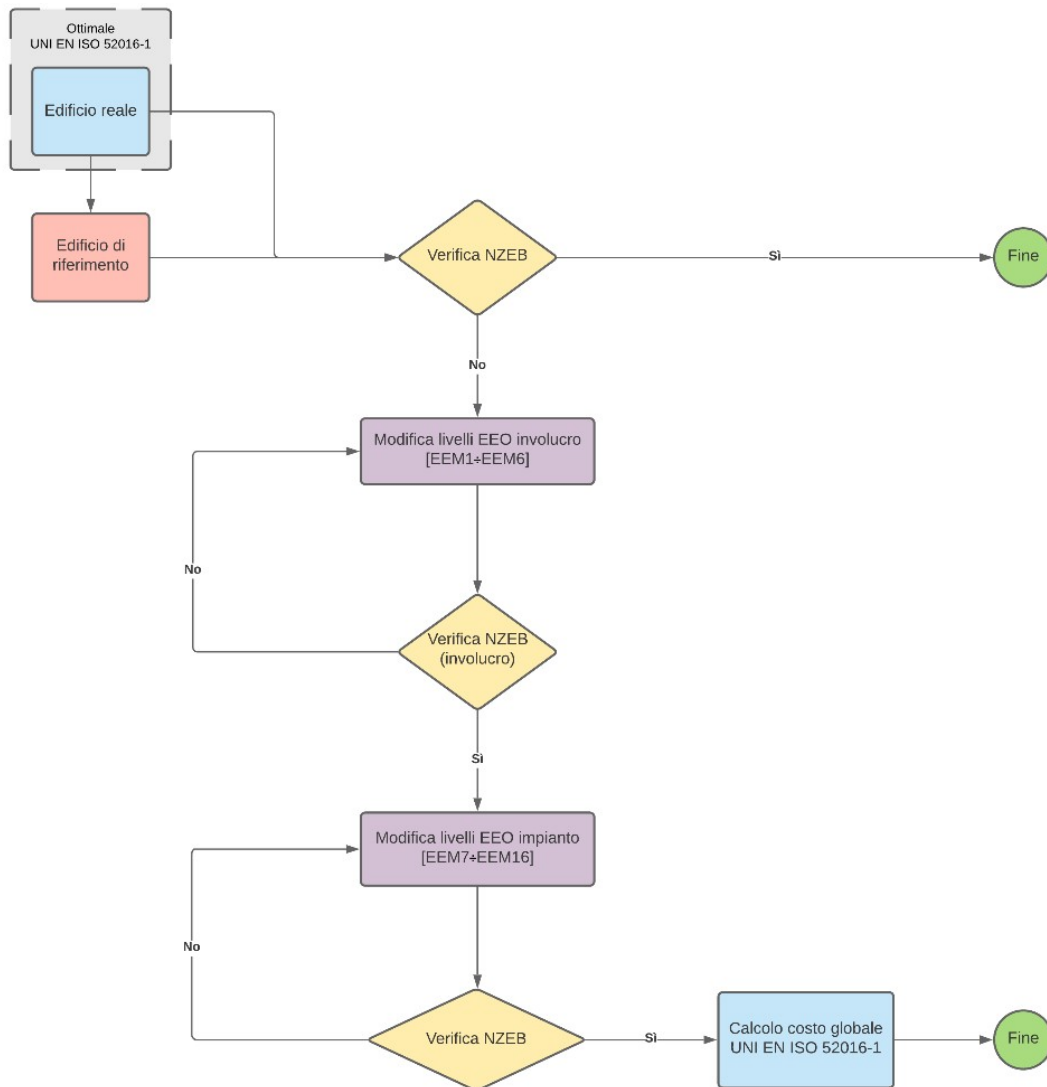 Ottimale
UNI EN ISO 52016-1
Edificio reale
Edificio di
riferimento
Verifica NZEB
Sì
Fine
No
Modifica livelli EEO involucro
[EEM1÷EEM6]
No
Verifica NZEB
(involucro)
Sì
Modifica livelli EEO impianto
[EEM7÷EEM16]
No
Verifica NZEB
Sì
Calcolo costo globale
UNI EN ISO 52016-1
Fine